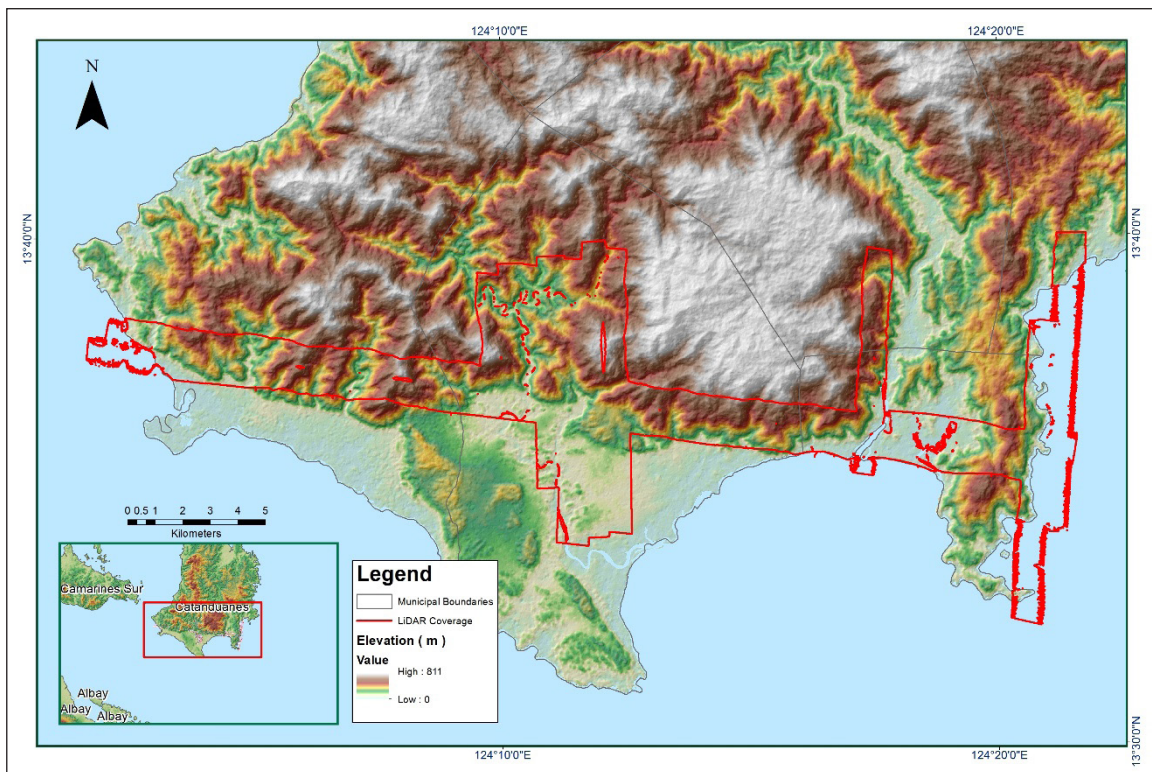 124°10'0"E
124°20'0"E
N
13°40'0"N
13°40'0"N
0 0.5 1 2 3 4 5
Kilometers
Camarines Sur
Catanduanes
Albay
Albay
Albay
Legend
Municipal Boundaries
LiDAR Coverage
Elevation ( m )
Value
High : 811
Low : 0
124°10'0"E
124°20'0"E
13°30'0"N